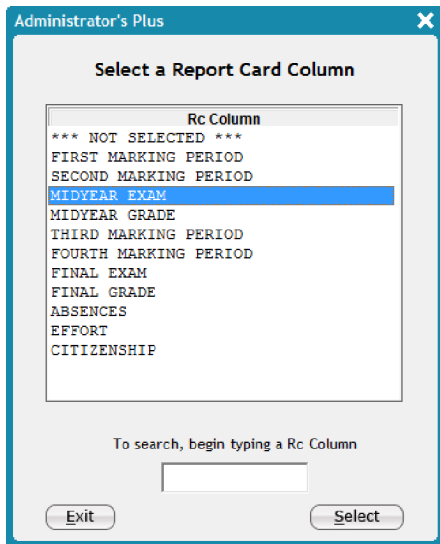 Administrator's Plus
Select a Report Card Column
Rc Column
*** NOT SELECTED ***
FIRST MARKING PERIOD
SECOND MARKING PERIOD
MIDYEAR EXAM
MIDYEAR GRADE
THIRD MARKING PERIOD
FOURTH MARKING PERIOD
FINAL EXAM
FINAL GRADE
ABSENCES
EFFORT
CITIZENSHIP
To search, begin typing a Rc Column
Exit Select